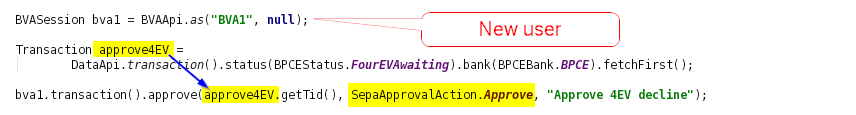 BVASession bva1 = BVAApi.as("BVA1", null);
New user
Transaction approve4EV =
DataApi.transaction().status(BPCEStatus.FourEVAwaiting).bank(BPCEBank.BPCE).fetchFirst();
bva1.transaction().approve(approve4EV.getTid(), SepaApprovalAction.Approve, "Approve 4EV decline");